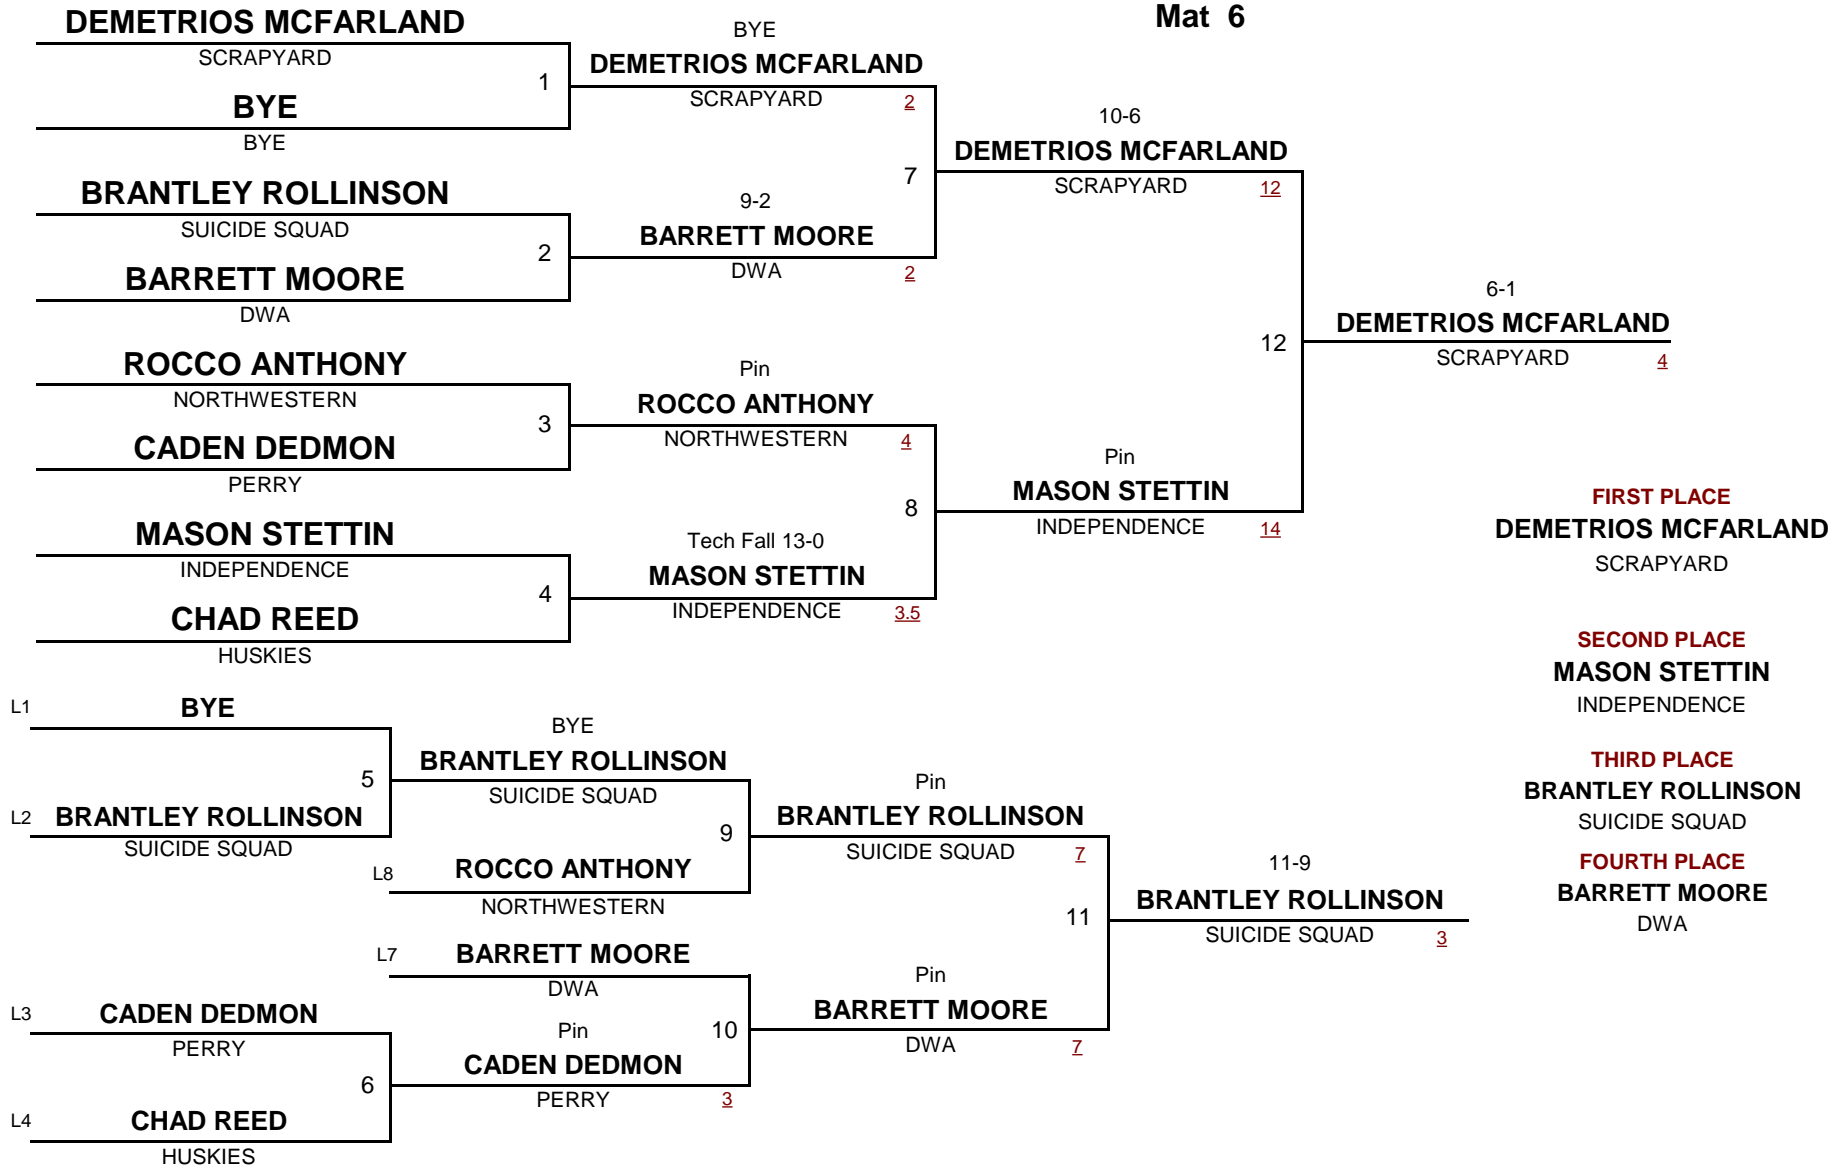 Mat 6
DEMETRIOS MCFARLAND
SCRAPYARD
1
BYE
BYE
BRANTLEY ROLLINSON
SUICIDE SQUAD
2
BARRETT MOORE
DWA
ROCCO ANTHONY
NORTHWESTERN
3
CADEN DEDMON
PERRY
MASON STETTIN
INDEPENDENCE
4
CHAD REED
HUSKIES
BYE
DEMETRIOS MCFARLAND
SCRAPYARD 2
7
9-2
BARRETT MOORE
DWA 2
Pin
ROCCO ANTHONY
NORTHWESTERN 4
8
Tech Fall 13-0
MASON STETTIN
INDEPENDENCE 3.5
10-6
DEMETRIOS MCFARLAND
SCRAPYARD 12
12
Pin
MASON STETTIN
INDEPENDENCE 14
6-1
DEMETRIOS MCFARLAND
SCRAPYARD 4
L1 BYE
5
L2 BRANTLEY ROLLINSON
SUICIDE SQUAD
L3 CADEN DEDMON
PERRY
6
L4 CHAD REED
HUSKIES
BYE
BRANTLEY ROLLINSON
SUICIDE SQUAD
9
L8 ROCCO ANTHONY
NORTHWESTERN
L7 BARRETT MOORE
DWA
10
Pin
CADEN DEDMON
PERRY 3
Pin
BRANTLEY ROLLINSON
SUICIDE SQUAD 7
11
Pin
BARRETT MOORE
DWA 7
11-9
BRANTLEY ROLLINSON
SUICIDE SQUAD 3
FIRST PLACE
DEMETRIOS MCFARLAND
SCRAPYARD
SECOND PLACE
MASON STETTIN
INDEPENDENCE
THIRD PLACE
BRANTLEY ROLLINSON
SUICIDE SQUAD
FOURTH PLACE
BARRETT MOORE
DWA